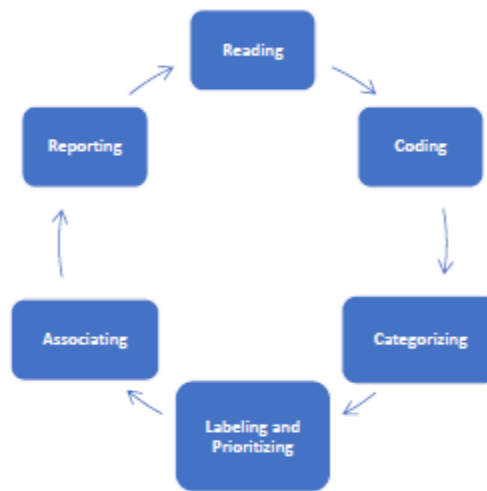 Reading
Coding
Categorizing
Labeling and
Prioritizing
Associating
Reporting